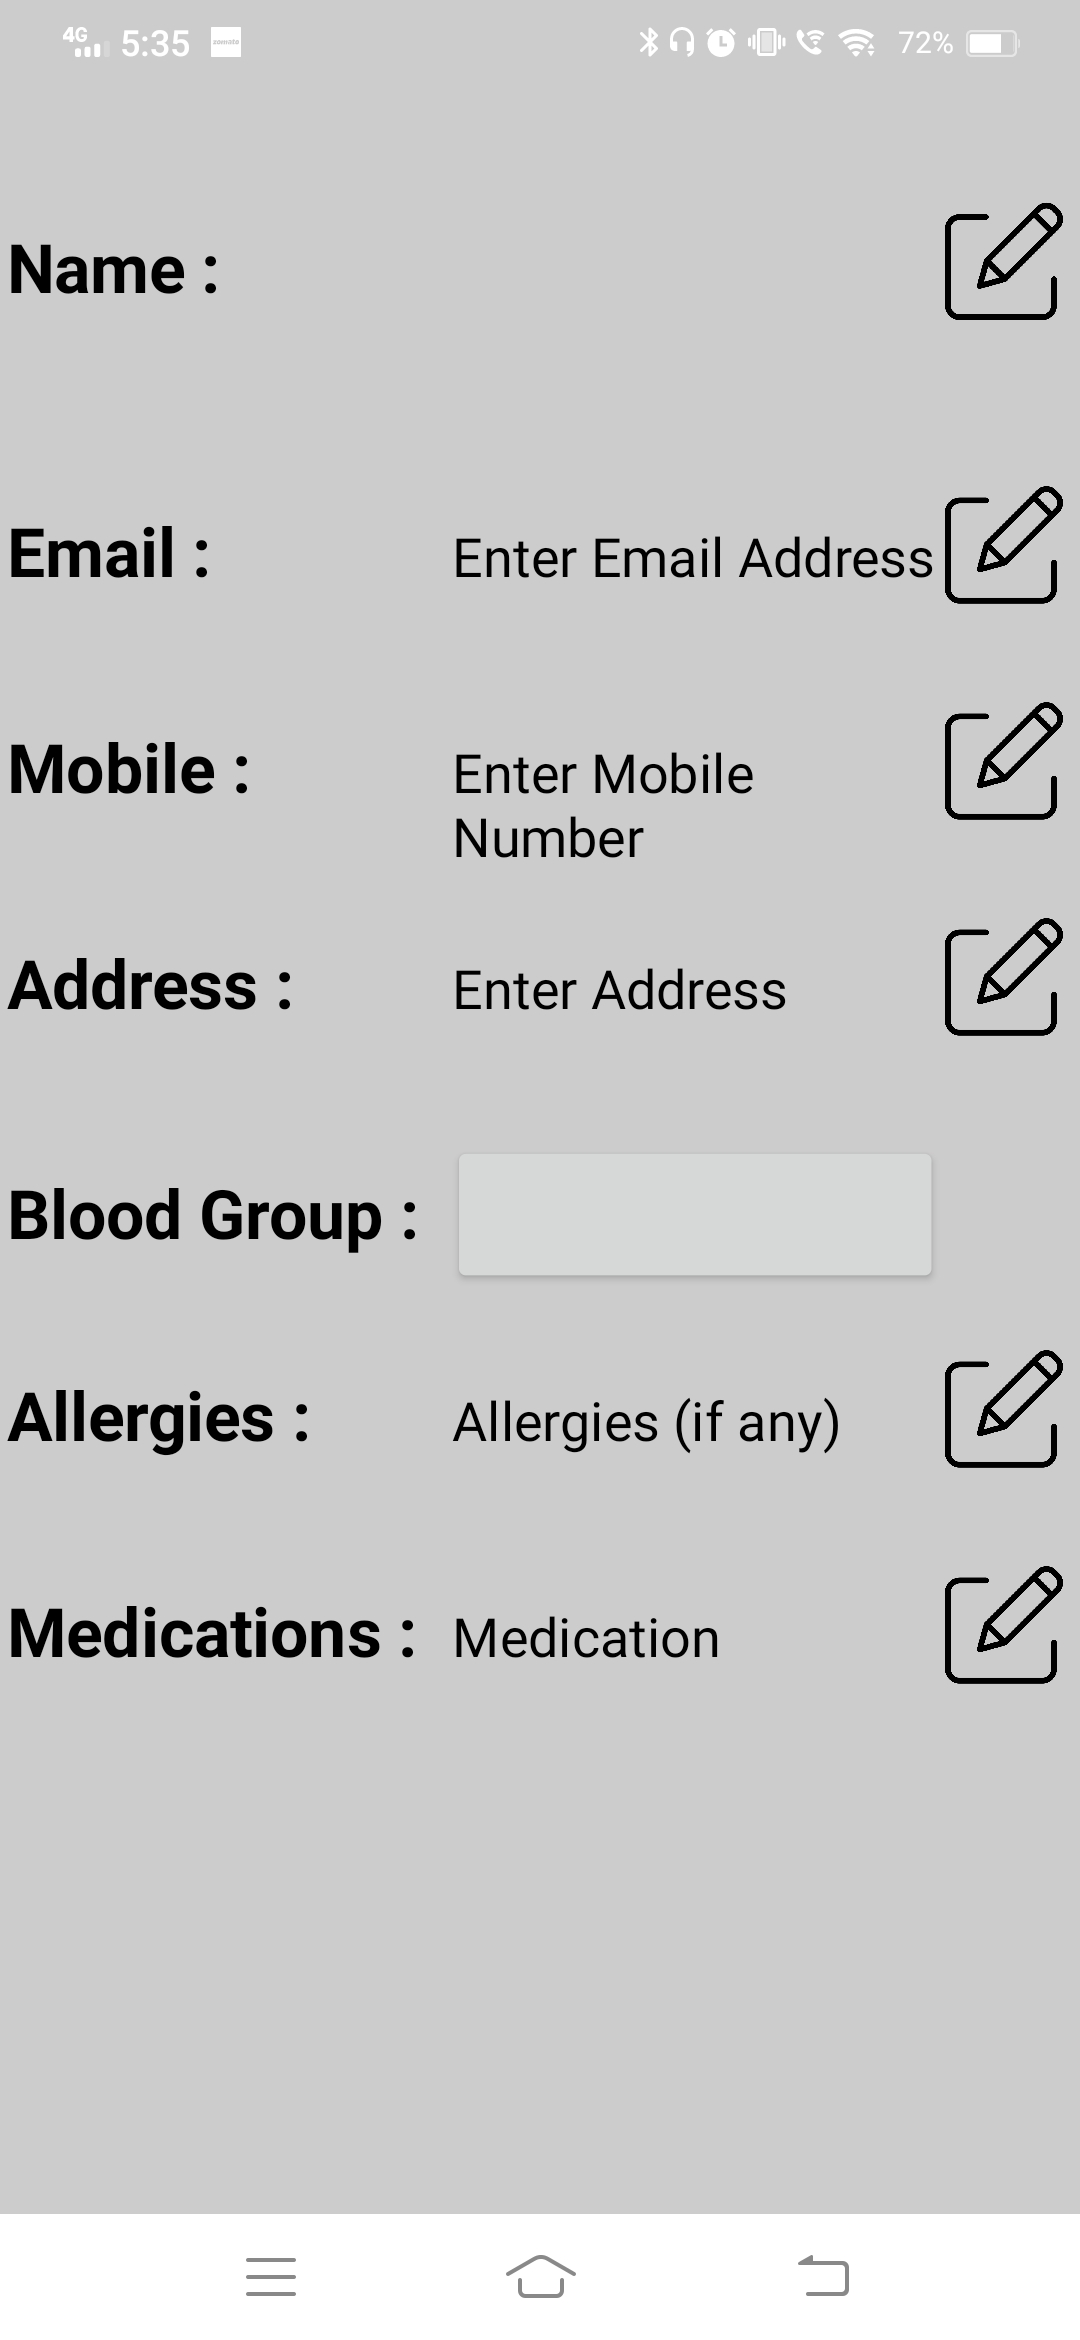 4G 5:35 72%
Name :
Email : Enter Email Address
Mobile : Enter Mobile
Number
Address : Enter Address
Blood Group :
Allergies : Allergies (if any)
Medications : Medication